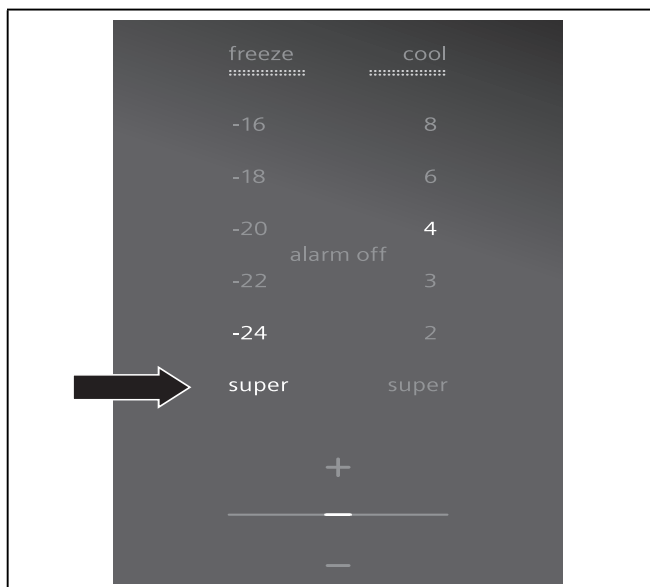 freeze cool
-16 8
-18 6
-20 4
alarm off
-22 3
-24 2
super super
+
−